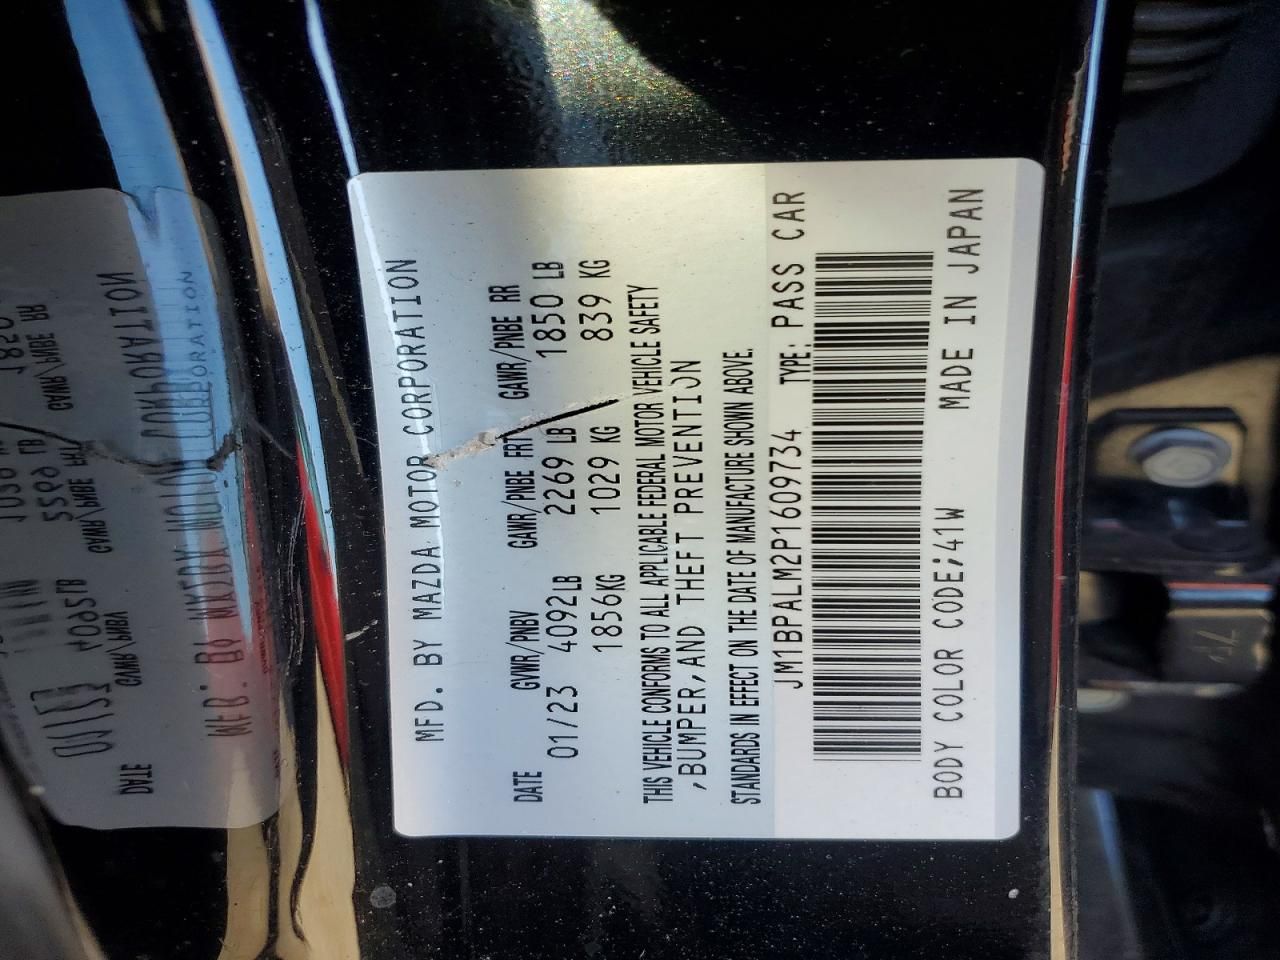 MFD. BY MAZDA MOTOR CORPORATION
DATE GVWR/PNBV GAWR/PNBE FRT GAWR/PNBE RR
01/23 4092LB 2269 LB 1850 LB
1856KG 1029 KG 839 KG
THIS VEHICLE CONFORMS TO ALL APPLICABLE FEDERAL MOTOR VEHICLE SAFETY
,BUMPER,AND THEFT PREVENTION
STANDARDS IN EFFECT ON THE DATE OF MANUFACTURE SHOWN ABOVE.
JM1BPALM2P1609734 TYPE: PASS CAR
BODY COLOR CODE;41W MADE IN JAPAN